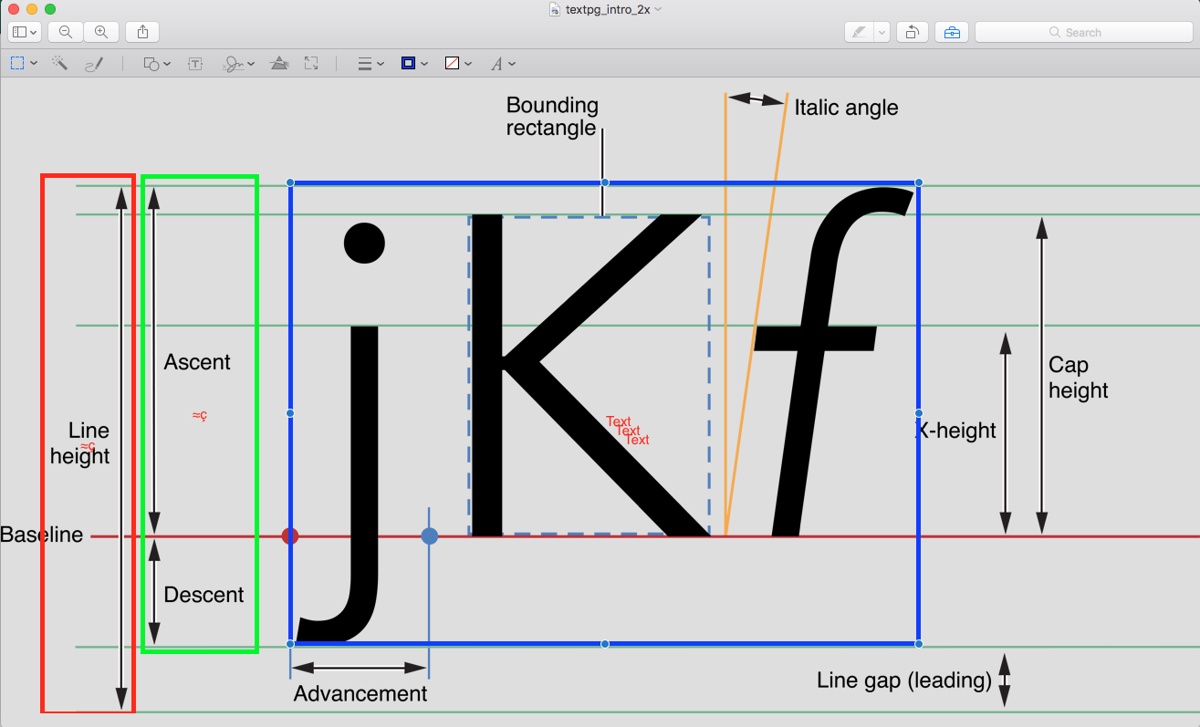 textpg_intro_2x
Search
Bounding
rectangle
Italic angle
Ascent
≈ç
Line
height
≈ç
Text
Text
Text
Cap
height
X-height
Baseline
Descent
Advancement
Line gap (leading)